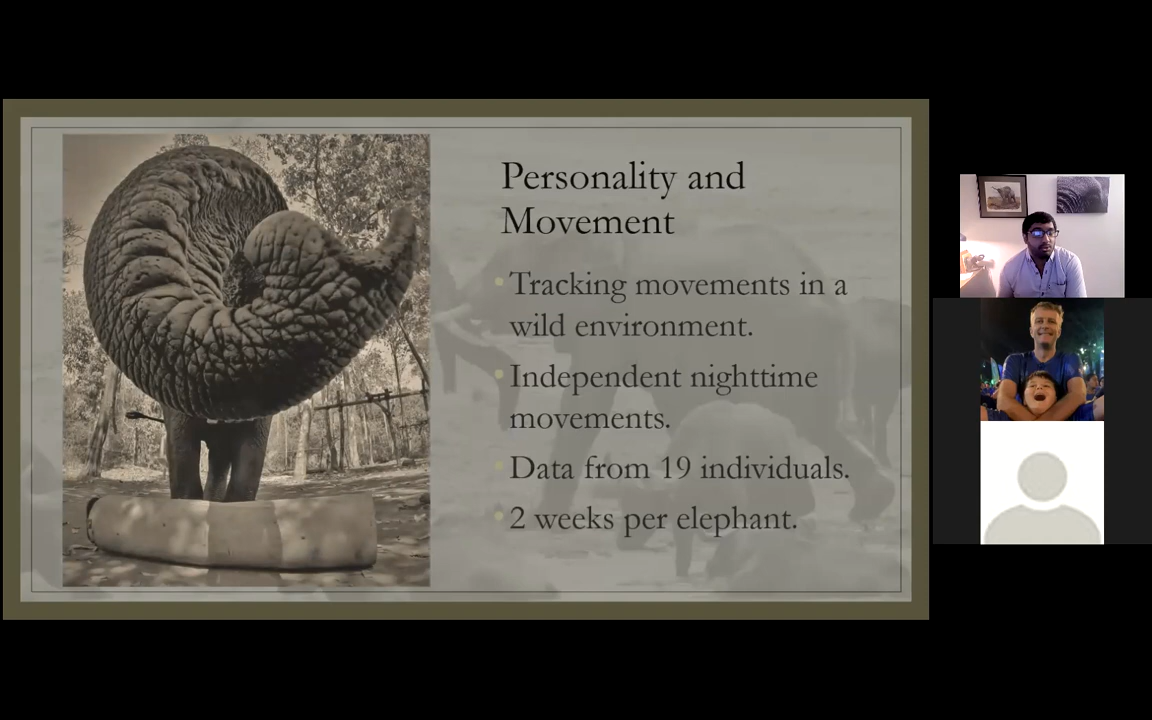 Personality and
Movement
Tracking movements in a
wild environment.
Independent nighttime
movements.
Data from 19 individuals.
2 weeks per elephant.